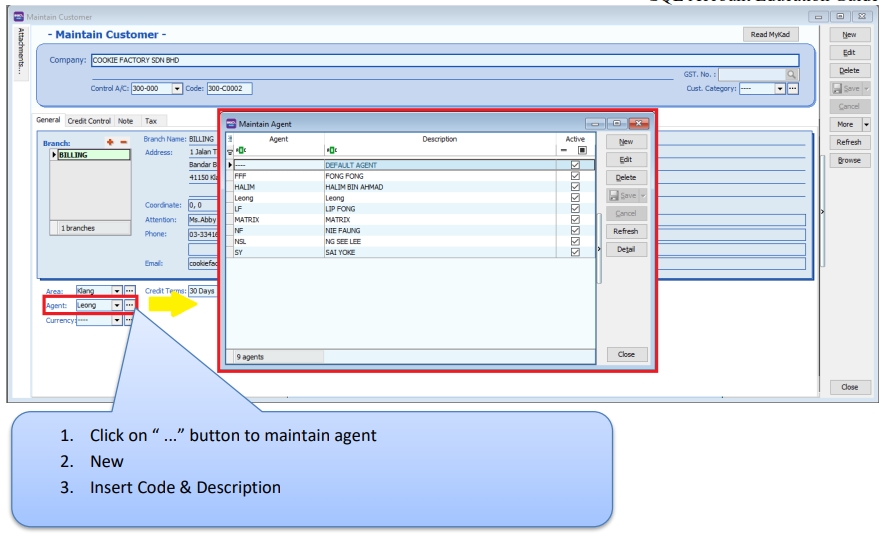 Maintain Customer
Attachments...
- Maintain Customer -
Read MyKad
Company: COOKIE FACTORY SDN BHD
GST. No. :
Control A/C: 300-000 Code: 300-C0002
Cust. Category: ----
General Credit Control Note Tax
Branch:
BILLING
1 branches
Branch Name: BILLING
Address: 1 Jalan T
Bandar B
41150 Kla
Coordinate: 0, 0
Attention: Ms.Abby
Phone: 03-33416
Email: cookiefac
Area: Klang
Credit Terms: 30 Days
Agent: Leong
Currency: ----
New
Edit
Delete
Save
Cancel
More
Refresh
Browse
Close
Maintain Agent
Agent Description Active
---- DEFAULT AGENT
FFF FONG FONG
HALIM HALIM BIN AHMAD
Leong Leong
LF LIP FONG
MATRIX MATRIX
NF NIE FAUNG
NSL NG SEE LEE
SY SAI YOKE
9 agents
New
Edit
Delete
Save
Cancel
Refresh
Detail
Close
1. Click on " ..." button to maintain agent
2. New
3. Insert Code & Description